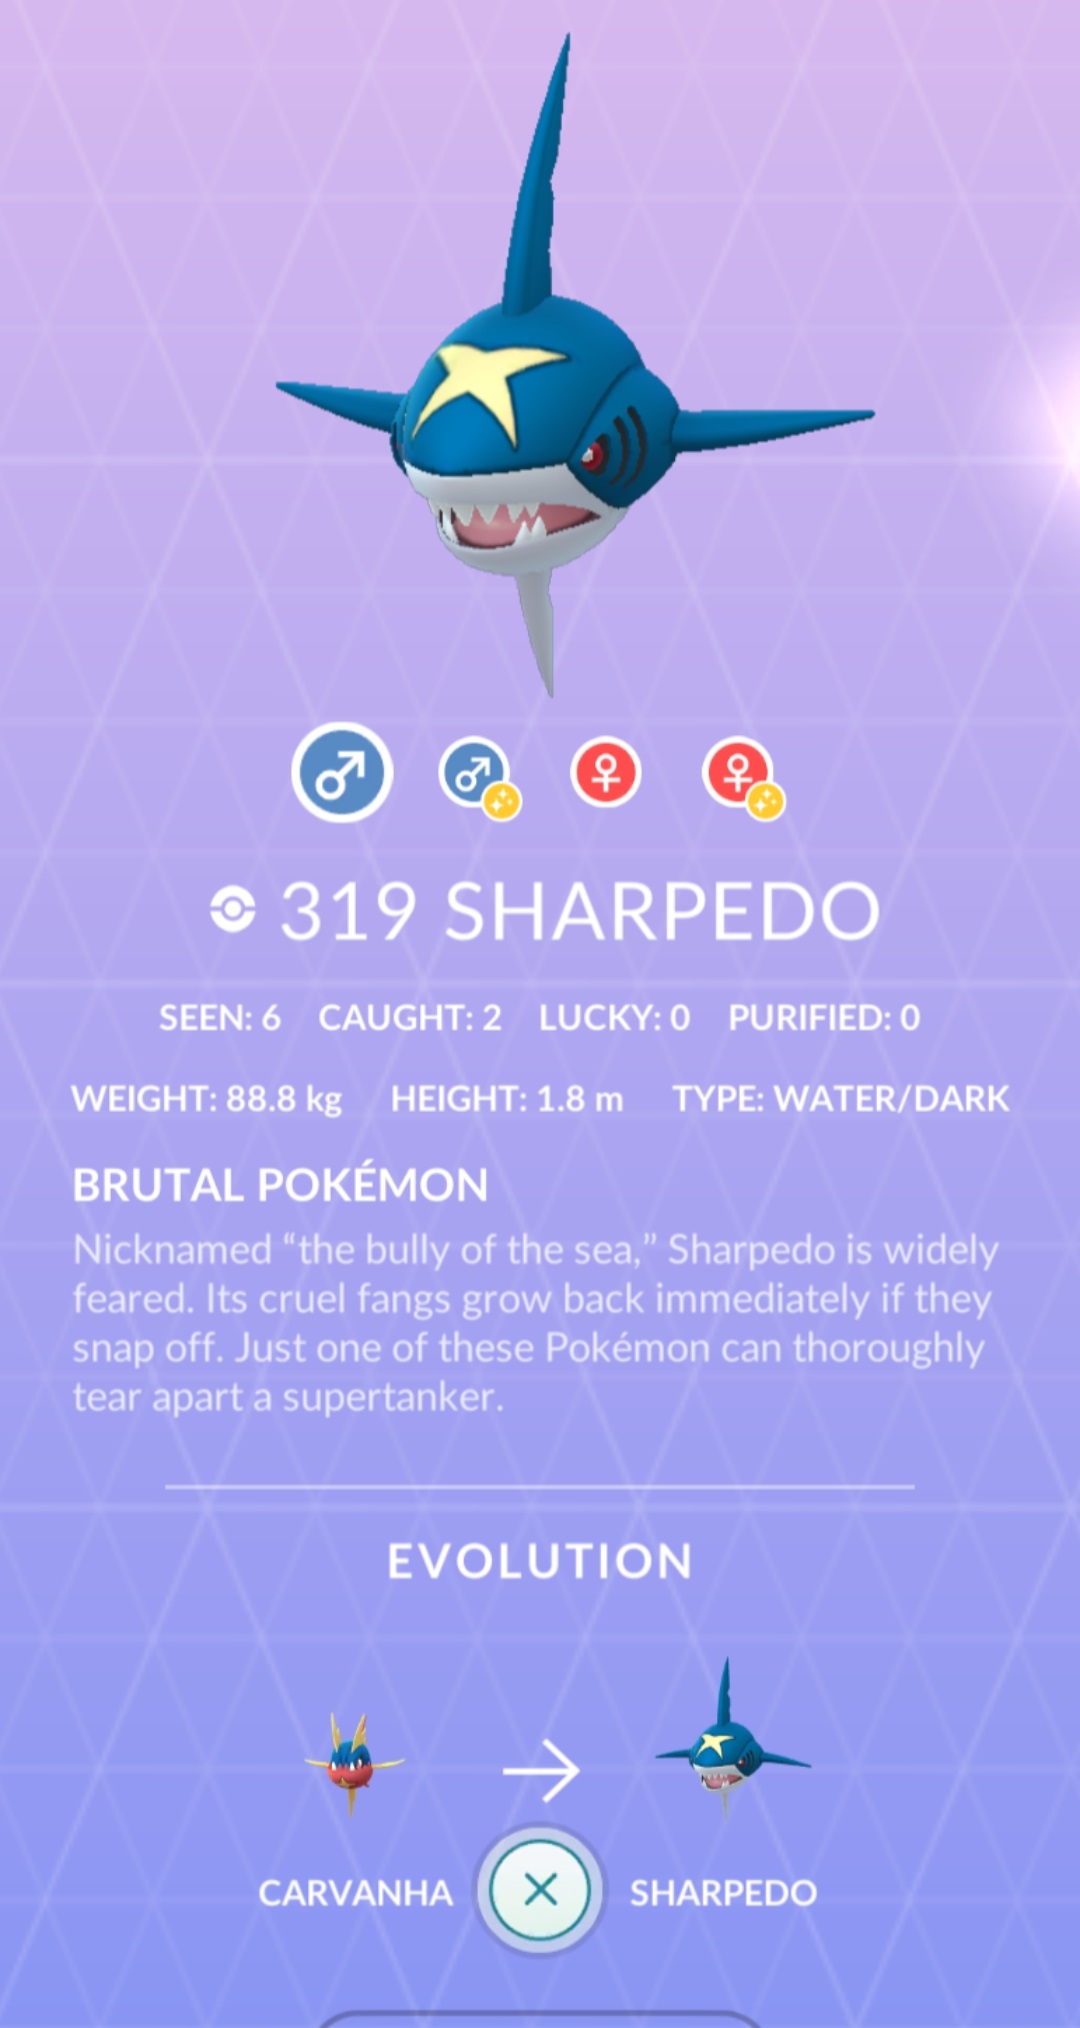 319 SHARPEDO
SEEN: 6 CAUGHT: 2 LUCKY: 0 PURIFIED: 0
WEIGHT: 88.8 kg HEIGHT: 1.8 m TYPE: WATER/DARK
BRUTAL POKÉMON
Nicknamed “the bully of the sea,” Sharpedo is widely
feared. Its cruel fangs grow back immediately if they
snap off. Just one of these Pokémon can thoroughly
tear apart a supertanker.
EVOLUTION
CARVANHA SHARPEDO